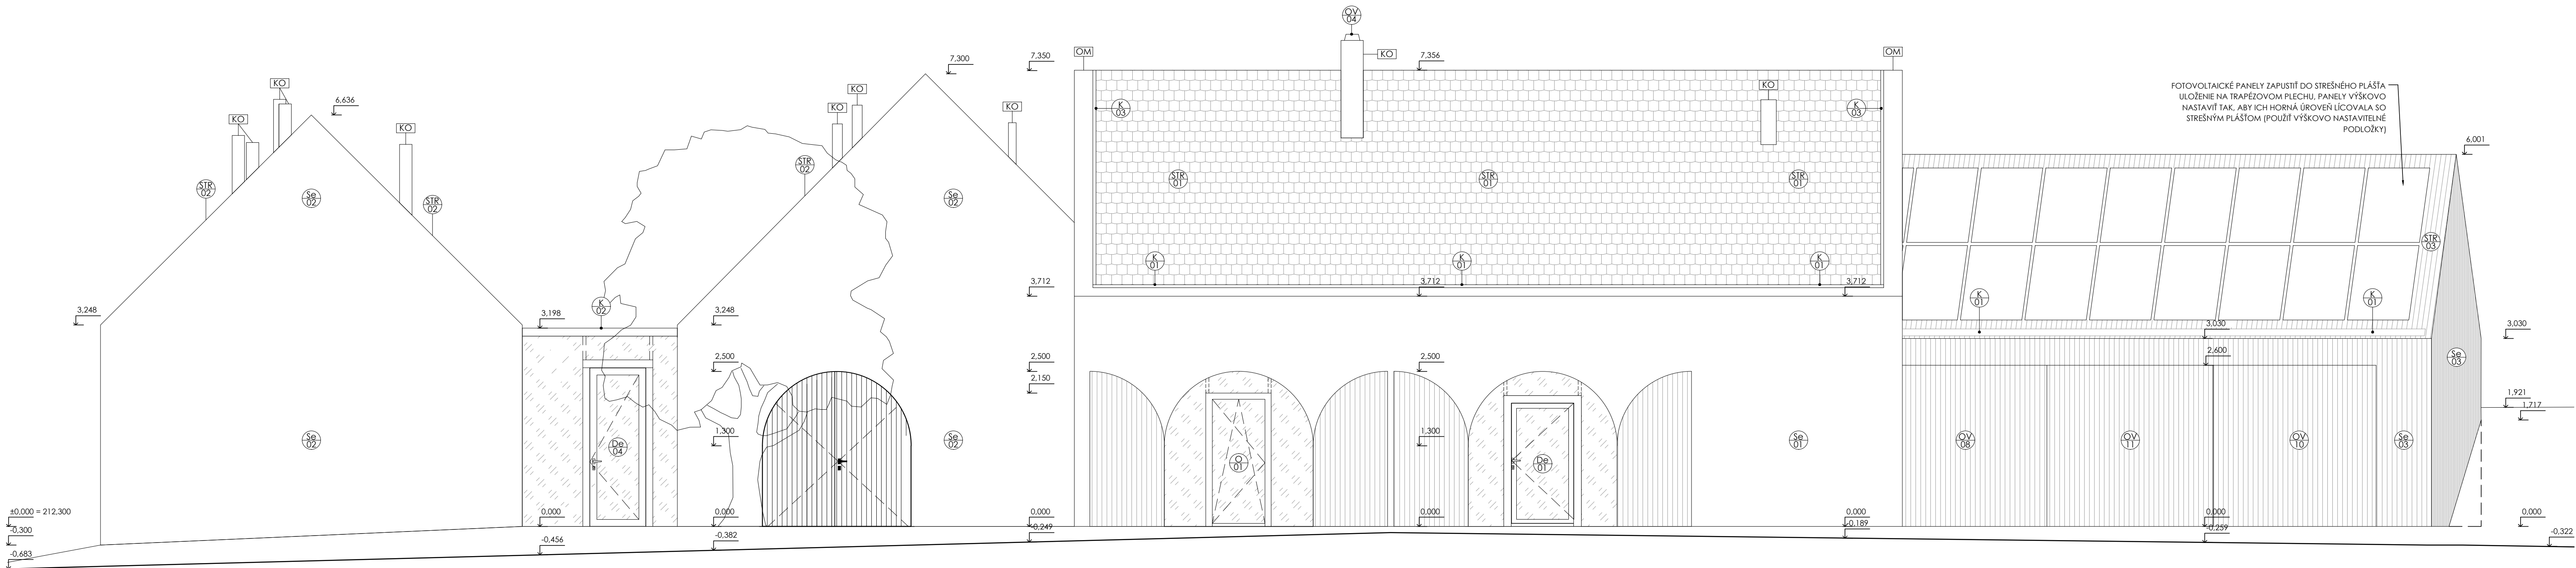 OV
04
OM
KO
OM
7,300
7,350
7,356
KO
KO
KO
KO
FOTOVOLTAICKÉ PANELY ZAPUSTIŤ DO STREŠNÉHO PLÁŠŤA
ULOŽENIE NA TRAPÉZOVOM PLECHU, PANELY VÝŠKOVO
NASTAVIŤ TAK, ABY ICH HORNÁ ÚROVEŇ LÍCOVALA SO
STREŠNÝM PLÁŠŤOM (POUŽIŤ VÝŠKOVO NASTAVITELNÉ
PODLOŽKY)
6,636
KO
KO
KO
KO
K
03
K
03
6,001
STR
02
STR
02
STR
01
STR
01
STR
01
Se
02
STR
02
Se
02
STR
03
K
01
K
01
K
01
3,712
3,712
3,712
K
01
K
01
3,248
3,198
K
02
3,248
3,030
3,030
2,500
2,500
2,500
2,600
Se
03
2,150
1,921
1,717
1,300
1,300
Se
02
De
04
Se
02
O
01
De
01
Se
01
OV
08
OV
11
OV
10
Se
03
±0,000 = 212,300
0,000
0,000
0,000
0,000
0,000
0,000
0,000
-0,300
-0,249
-0,189
-0,259
-0,322
-0,456
-0,382
-0,683